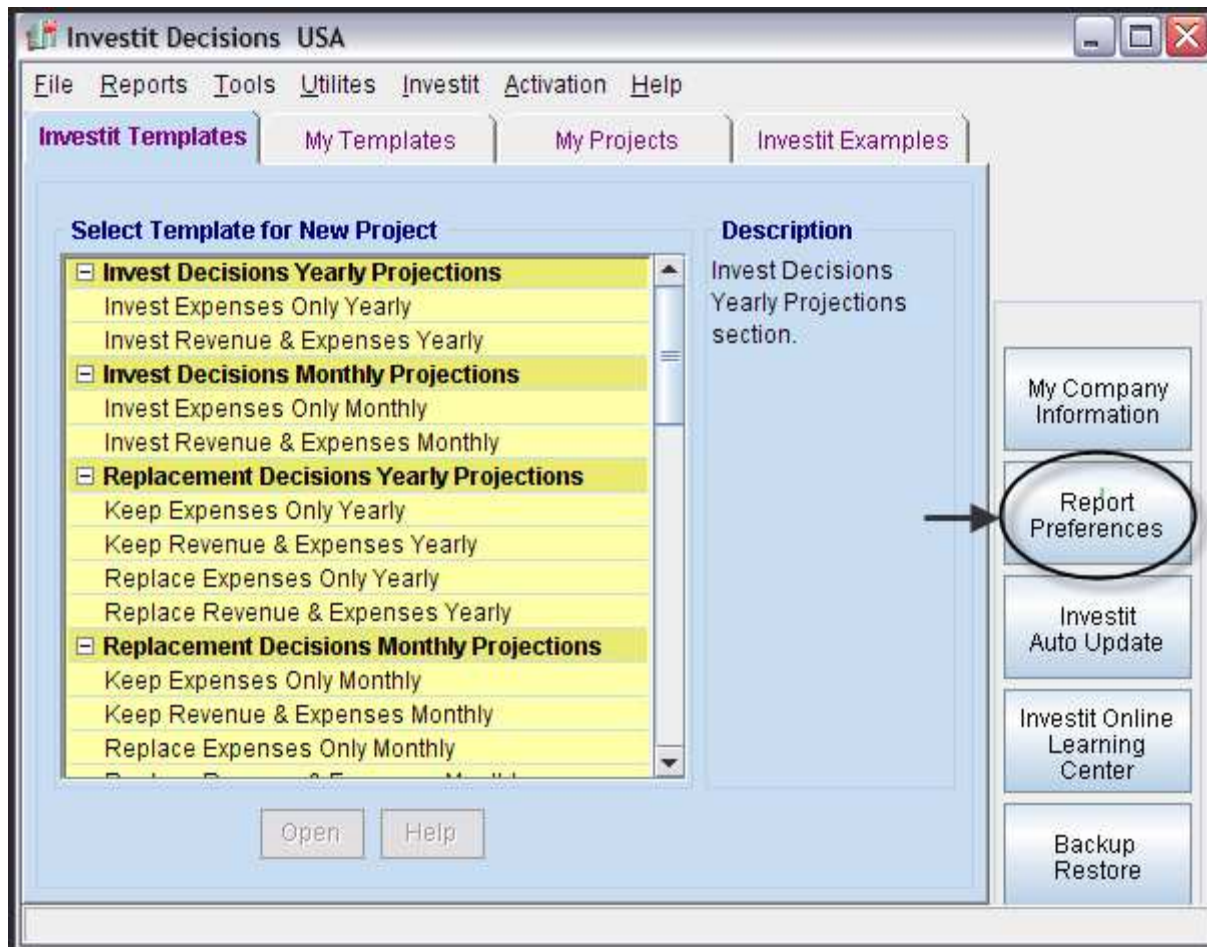 Investit Decisions USA
File Reports Tools Utilites Investit Activation Help
Investit Templates My Templates My Projects Investit Examples
Select Template for New Project
Invest Decisions Yearly Projections
Invest Expenses Only Yearly
Invest Revenue & Expenses Yearly
Invest Decisions Monthly Projections
Invest Expenses Only Monthly
Invest Revenue & Expenses Monthly
Replacement Decisions Yearly Projections
Keep Expenses Only Yearly
Keep Revenue & Expenses Yearly
Replace Expenses Only Yearly
Replace Revenue & Expenses Yearly
Replacement Decisions Monthly Projections
Keep Expenses Only Monthly
Keep Revenue & Expenses Monthly
Replace Expenses Only Monthly
Open Help
Description
Invest Decisions
Yearly Projections
section.
My Company
Information
Report
Preferences
Investit
Auto Update
Investit Online
Learning
Center
Backup
Restore